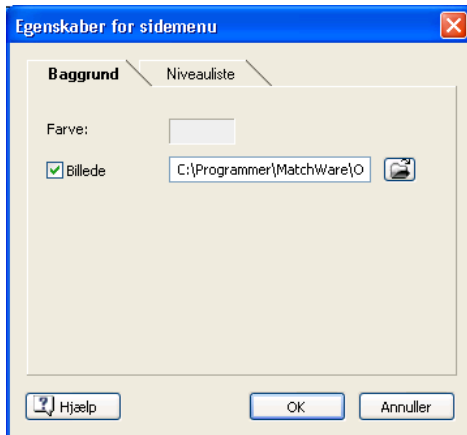 Egenskaber for sidemenu
Baggrund Niveauliste
Farve:
Billede C:\Programmer\MatchWare\O
Hjælp OK Annuller